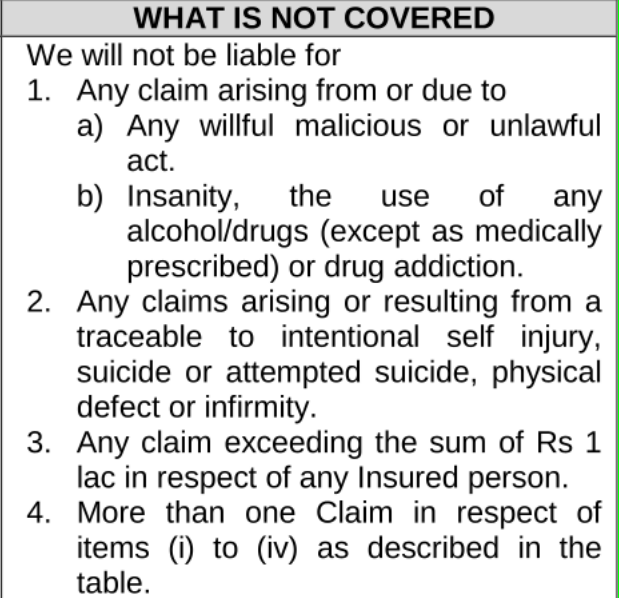 WHAT IS NOT COVERED
We will not be liable for
1. Any claim arising from or due to
a) Any willful malicious or unlawful
act.
b) Insanity, the use of any
alcohol/drugs (except as medically
prescribed) or drug addiction.
2. Any claims arising or resulting from a
traceable to intentional self injury,
suicide or attempted suicide, physical
defect or infirmity.
3. Any claim exceeding the sum of Rs 1
lac in respect of any Insured person.
4. More than one Claim in respect of
items (i) to (iv) as described in the
table.